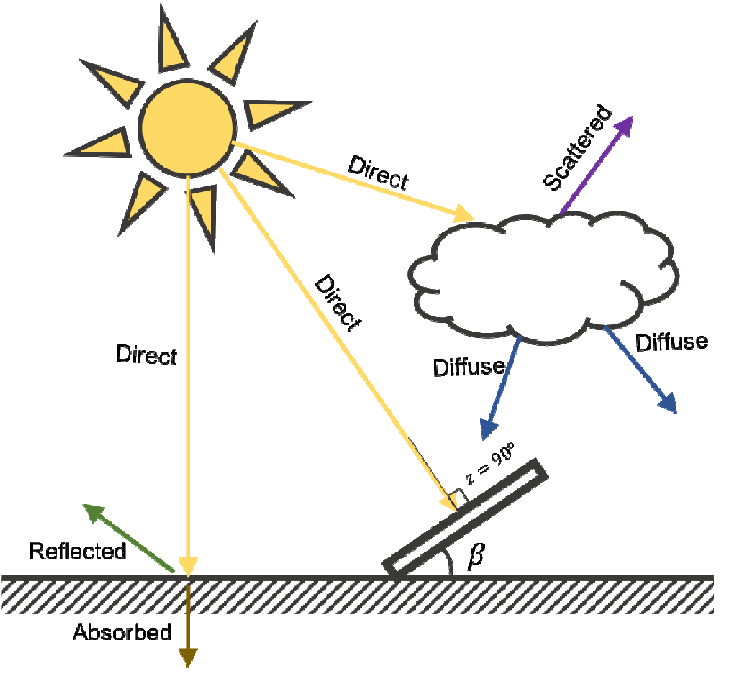 Scattered
Direct
Direct
Direct
Diffuse
Diffuse
z = 90°
Reflected
β
Absorbed